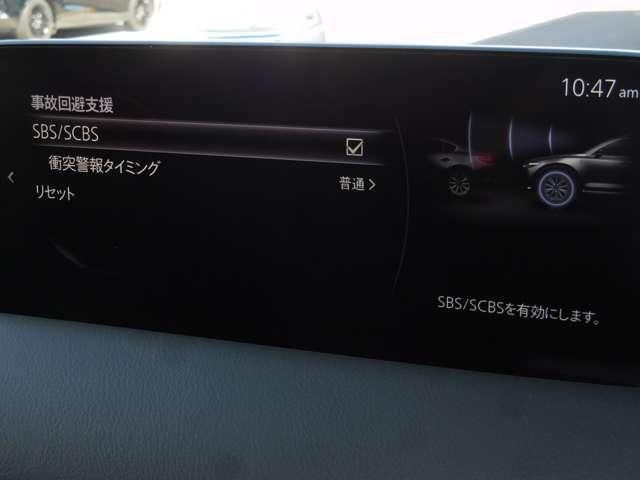 10:47 am
事故回避支援
SBS/SCBS
衝突警報タイミング
普通
リセット
SBS/SCBSを有効にします。